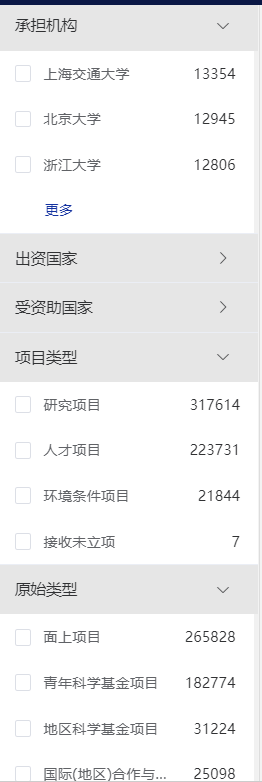 承担机构
上海交通大学 13354
北京大学 12945
浙江大学 12806
更多
出资国家
受资助国家
项目类型
研究项目 317614
人才项目 223731
环境条件项目 21844
接收未立项 7
原始类型
面上项目 265828
青年科学基金项目 182774
地区科学基金项目 31224
国际(地区)合作与... 25098